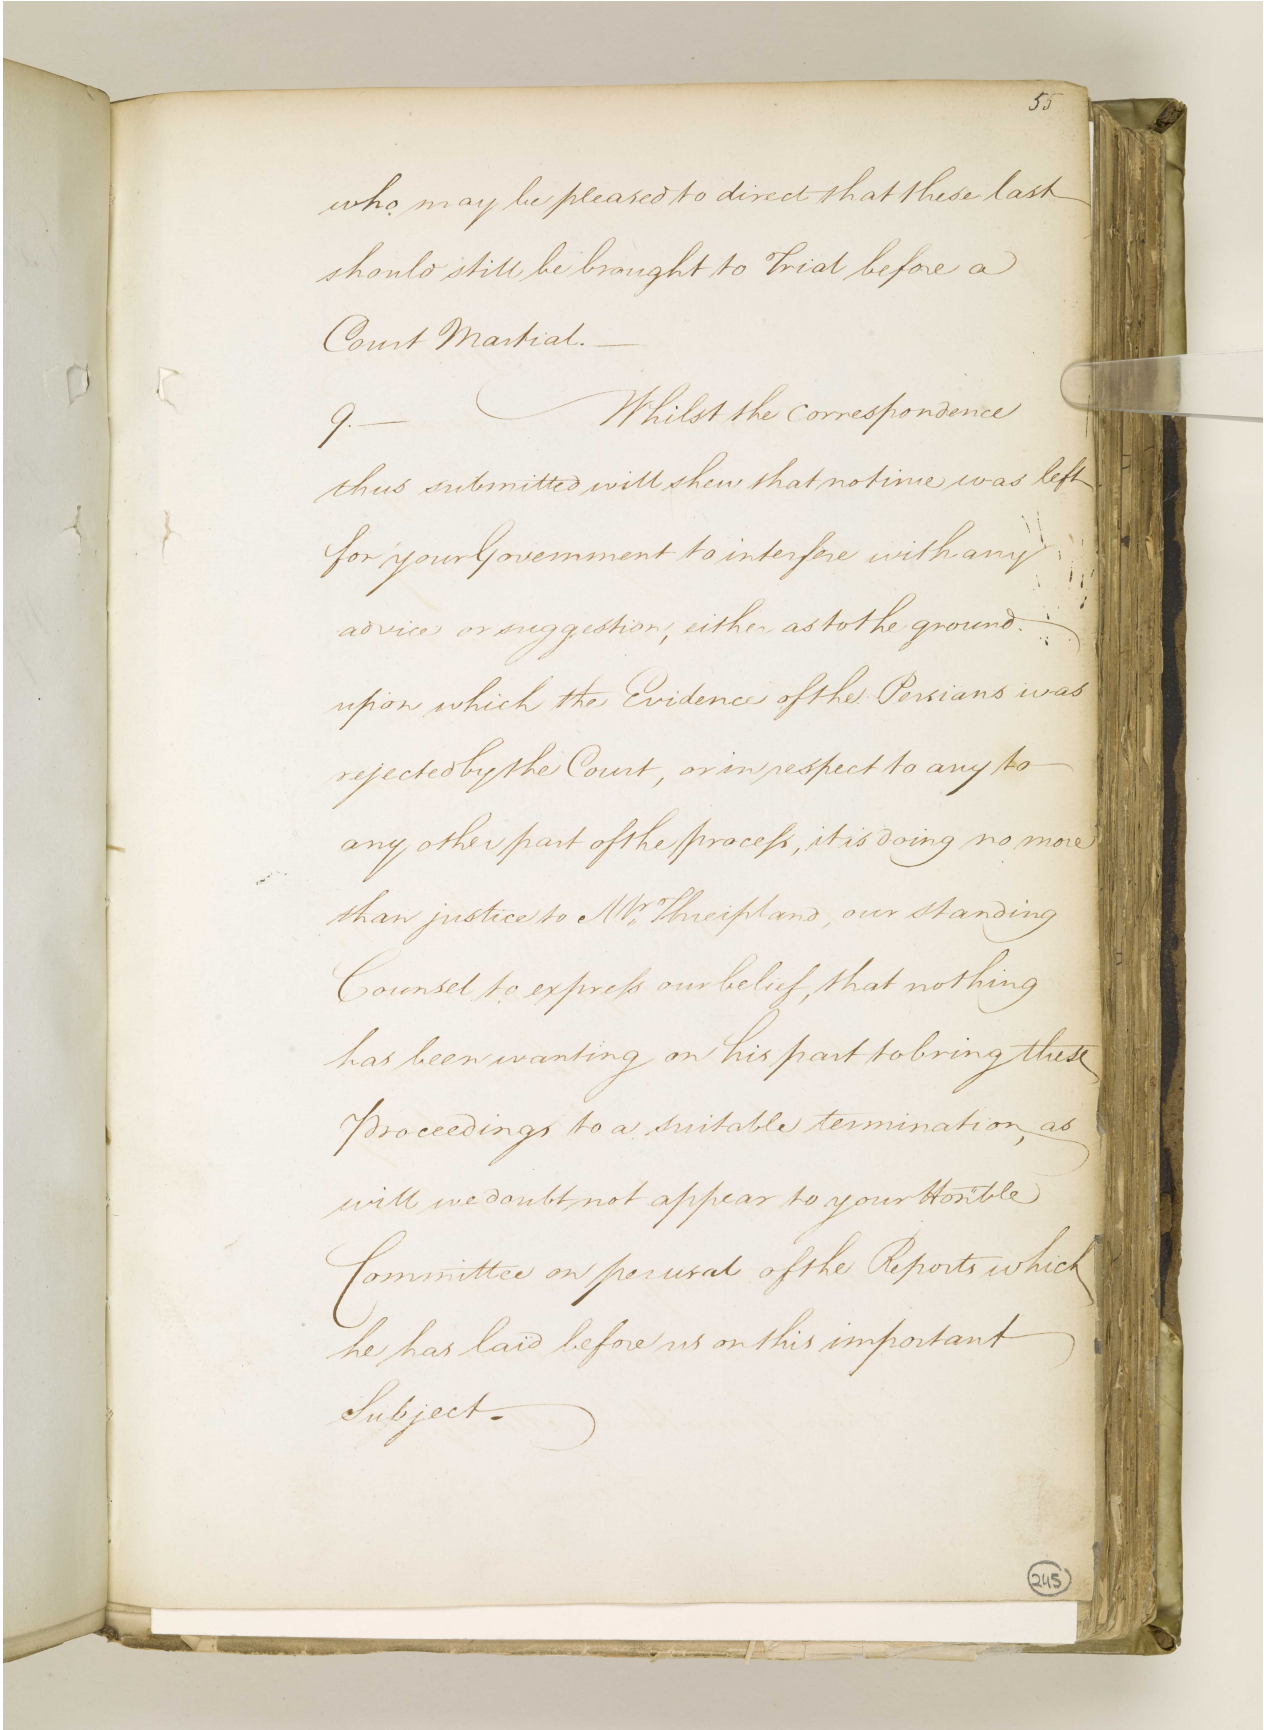 55
who may be pleased to direct that these last
should still be brought to Trial before a
Court Martial. —
9. — Whilst the Correspondence
thus submitted will shew that no time was left
for your Government to interfere with any
advice or suggestion, either as to the ground
upon which the Evidence of the Persians was
rejected by the Court, or in respect to any to
any other part of the process, it is doing no more
than justice to Mr. Threipland, our standing
Counsel to express our belief, that nothing
has been wanting on his part to bring these
Proceedings to a suitable termination, as
will we doubt not appear to your Hon'ble
Committee on perusal of the Reports which
he has laid before us on this important
Subject.
245